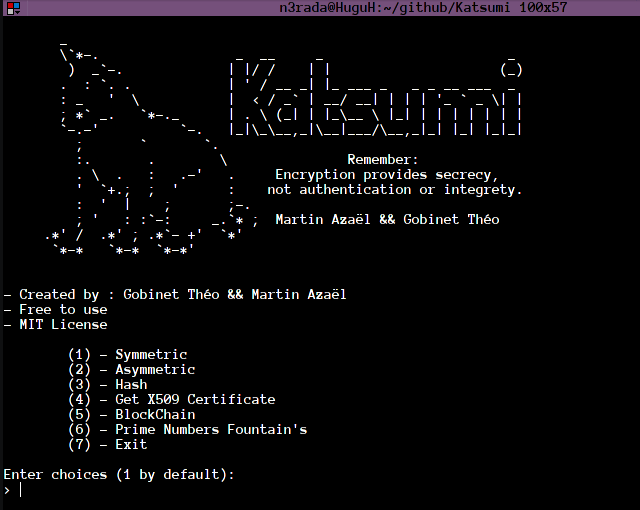 n3rada@HuguH:~/github/Katsumi 100x57
Katsumi
Remember:
Encryption provides secrecy,
not authentication or integrety.
Martin Azaël && Gobinet Théo
- Created by : Gobinet Théo && Martin Azaël
- Free to use
- MIT License
(1) - Symmetric
(2) - Asymmetric
(3) - Hash
(4) - Get X509 Certificate
(5) - BlockChain
(6) - Prime Numbers Fountain's
(7) - Exit
Enter choices (1 by default):
>